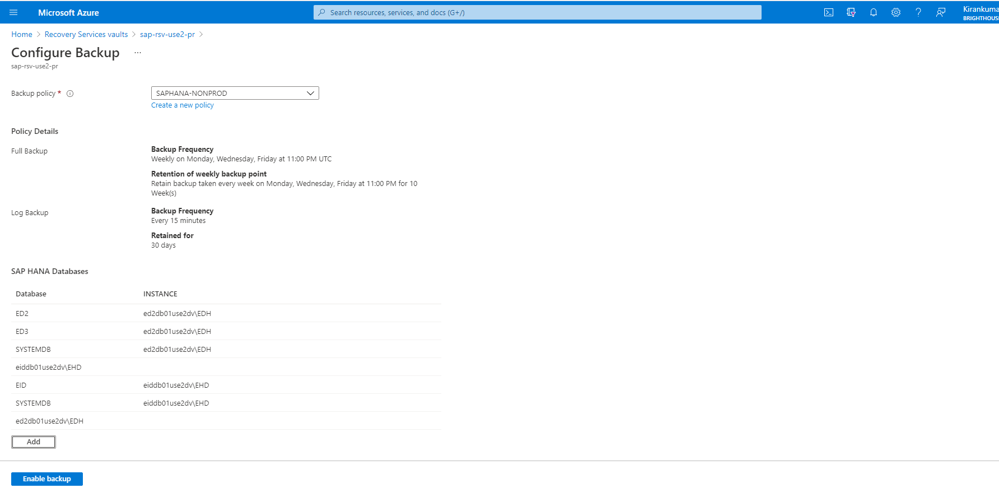 Microsoft Azure
Search resources, services, and docs (G+/)
Kirankuma
BRIGHTHOUS
Home > Recovery Services vaults > sap-rsv-use2-pr >
Configure Backup ...
sap-rsv-use2-pr
Backup policy *
SAPHANA-NONPROD
Create a new policy
Policy Details
Full Backup
Backup Frequency
Weekly on Monday, Wednesday, Friday at 11:00 PM UTC
Retention of weekly backup point
Retain backup taken every week on Monday, Wednesday, Friday at 11:00 PM for 10
Week(s)
Log Backup
Backup Frequency
Every 15 minutes
Retained for
30 days
SAP HANA Databases
Database INSTANCE
ED2 ed2db01use2dv\EDH
ED3 ed2db01use2dv\EDH
SYSTEMDB ed2db01use2dv\EDH
eiddb01use2dv\EHD
EID eiddb01use2dv\EHD
SYSTEMDB eiddb01use2dv\EHD
ed2db01use2dv\EDH
Add
Enable backup